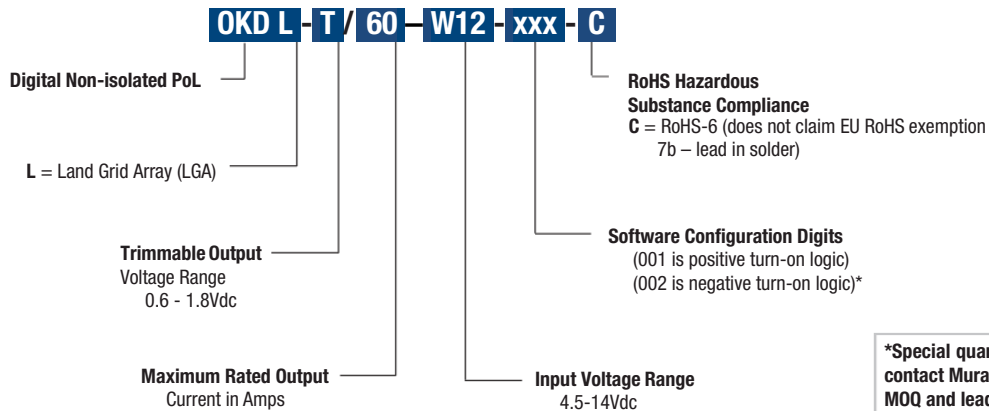 OKD L-T/60-W12-xxx-C
Digital Non-isolated PoL
L = Land Grid Array (LGA)
Trimmable Output
Voltage Range
0.6 - 1.8Vdc
Maximum Rated Output
Current in Amps
RoHS Hazardous
Substance Compliance
C = RoHS-6 (does not claim EU RoHS exemption
7b – lead in solder)
Software Configuration Digits
(001 is positive turn-on logic)
(002 is negative turn-on logic)*
Input Voltage Range
4.5-14Vdc
*Special
contact
MOQ and